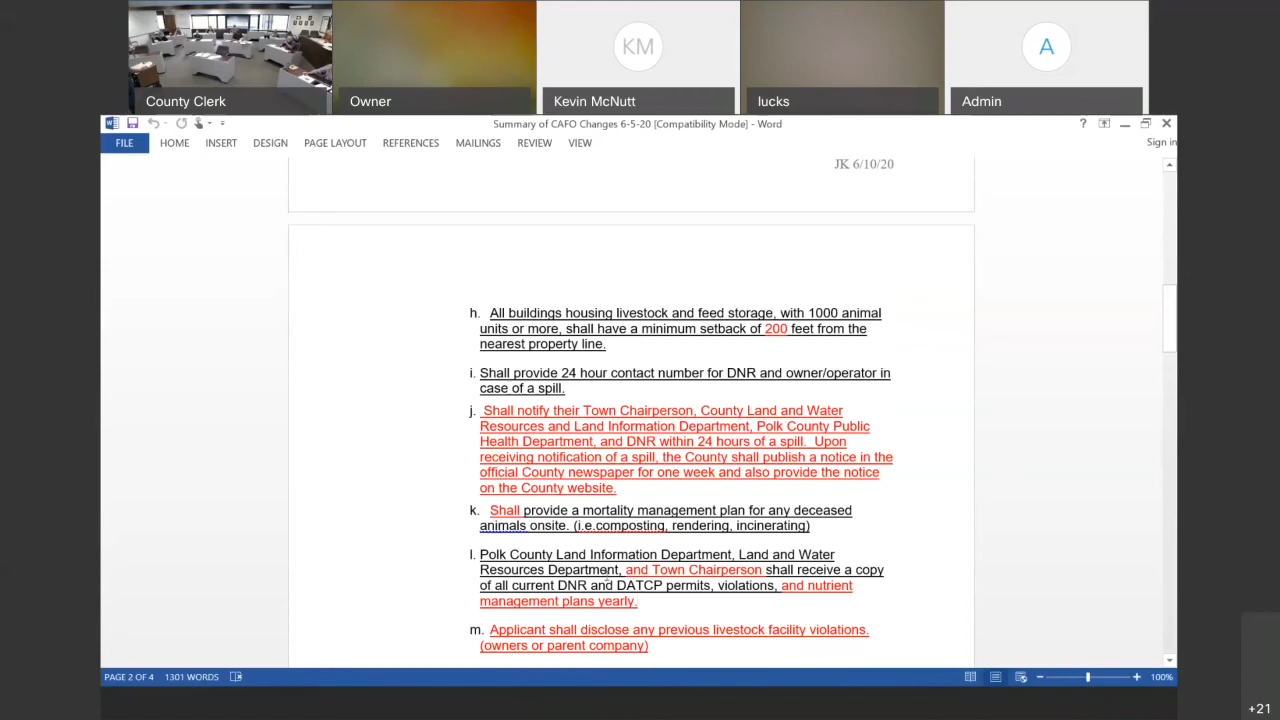 KM
A
County Clerk
Owner
Kevin McNutt
lucks
Admin
Summary of CAFO Changes 6-5-20 [Compatibility Mode] - Word
?
FILE
HOME
INSERT
DESIGN
PAGE LAYOUT
REFERENCES
MAILINGS
REVIEW
VIEW
Sign in
JK 6/10/20
h. All buildings housing livestock and feed storage, with 1000 animal
units or more, shall have a minimum setback of 200 feet from the
nearest property line.
i. Shall provide 24 hour contact number for DNR and owner/operator in
case of a spill.
j. Shall notify their Town Chairperson, County Land and Water
Resources and Land Information Department, Polk County Public
Health Department, and DNR within 24 hours of a spill. Upon
receiving notification of a spill, the County shall publish a notice in the
official County newspaper for one week and also provide the notice
on the County website.
k. Shall provide a mortality management plan for any deceased
animals onsite. (i.e.composting, rendering, incinerating)
l. Polk County Land Information Department, Land and Water
Resources Department, and Town Chairperson shall receive a copy
of all current DNR and DATCP permits, violations, and nutrient
management plans yearly.
m. Applicant shall disclose any previous livestock facility violations.
(owners or parent company)
PAGE 2 OF 4
1301 WORDS
100%
+21